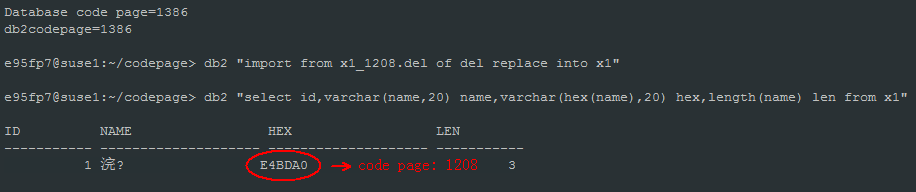 Database code page=1386
db2codepage=1386
e95fp7@suse1:~/codepage> db2 "import from x1_1208.del of del replace into x1"
e95fp7@suse1:~/codepage> db2 "select id,varchar(name,20) name,varchar(hex(name),20) hex,length(name) len from x1"
ID NAME HEX LEN
----------- -------------------- -------------------- -----------
1 浣? E4BDA0 → code page: 1208 3